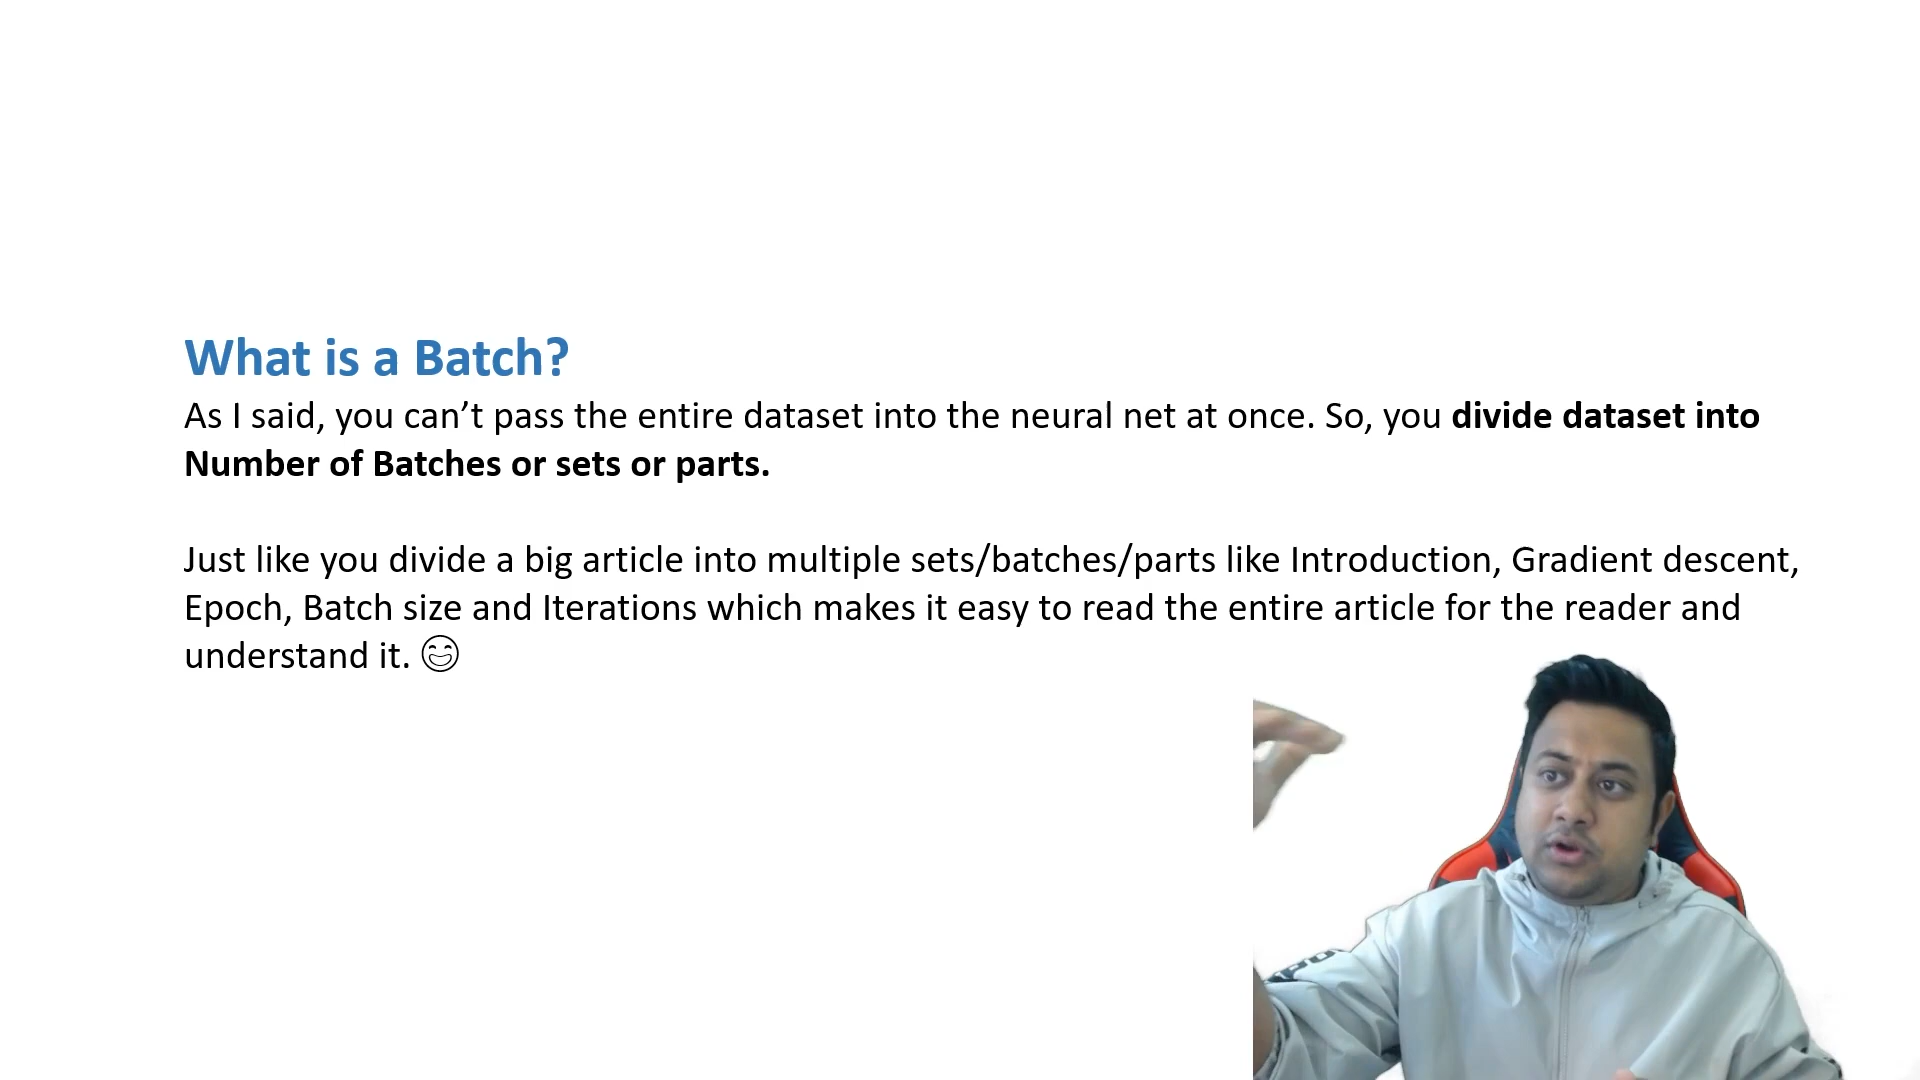 What is a Batch?
As I said, you can’t pass the entire dataset into the neural net at once. So, you divide dataset into
Number of Batches or sets or parts.
Just like you divide a big article into multiple sets/batches/parts like Introduction, Gradient descent,
Epoch, Batch size and Iterations which makes it easy to read the entire article for the reader and
understand it. 😄